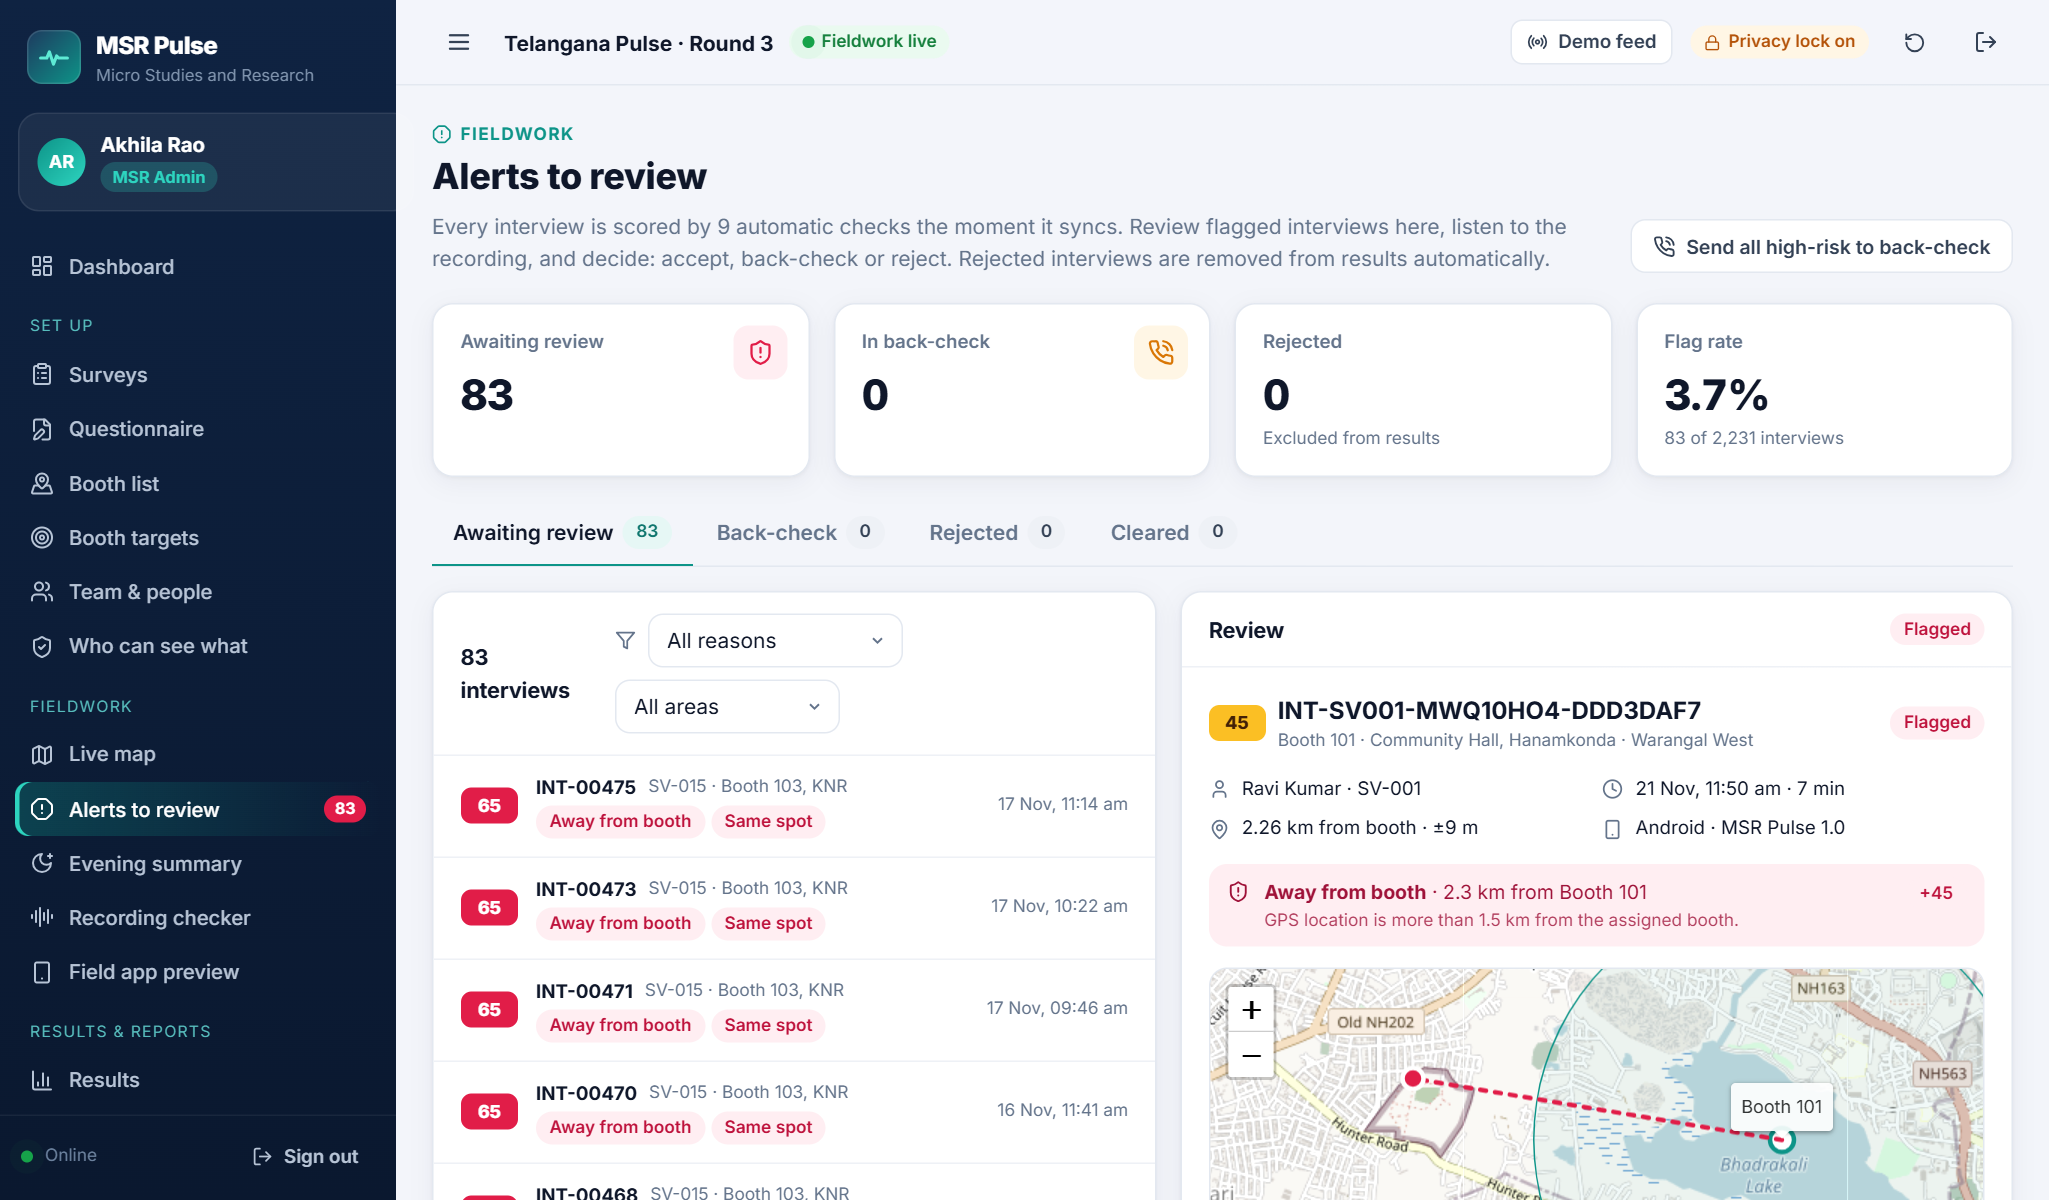 MSR Pulse
Micro Studies and Research
AR
Akhila Rao
MSR Admin
Dashboard
SET UP
Surveys
Questionnaire
Booth list
Booth targets
Team & people
Who can see what
FIELDWORK
Live map
Alerts to review 83
Evening summary
Recording checker
Field app preview
RESULTS & REPORTS
Results
Online
Sign out
Telangana Pulse · Round 3
Fieldwork live
Demo feed
Privacy lock on
FIELDWORK
Alerts to review
Every interview is scored by 9 automatic checks the moment it syncs. Review flagged interviews here, listen to the
recording, and decide: accept, back-check or reject. Rejected interviews are removed from results automatically.
Send all high-risk to back-check
Awaiting review
83
In back-check
0
Rejected
0
Excluded from results
Flag rate
3.7%
83 of 2,231 interviews
Awaiting review 83
Back-check 0
Rejected 0
Cleared 0
83
interviews
All reasons
All areas
65
INT-00475 SV-015 · Booth 103, KNR
Away from booth Same spot
17 Nov, 11:14 am
65
INT-00473 SV-015 · Booth 103, KNR
Away from booth Same spot
17 Nov, 10:22 am
65
INT-00471 SV-015 · Booth 103, KNR
Away from booth Same spot
17 Nov, 09:46 am
65
INT-00470 SV-015 · Booth 103, KNR
Away from booth Same spot
16 Nov, 11:41 am
INT-00468 SV-015 · Booth 103, KNR
Review
Flagged
45
INT-SV001-MWQ10HO4-DDD3DAF7
Booth 101 · Community Hall, Hanamkonda · Warangal West
Flagged
Ravi Kumar · SV-001
21 Nov, 11:50 am · 7 min
2.26 km from booth · ±9 m
Android · MSR Pulse 1.0
Away from booth · 2.3 km from Booth 101
+45
GPS location is more than 1.5 km from the assigned booth.
+
−
Old NH202
NH163
NH563
Booth 101
Hunter Road
Bhadrakali
Lake